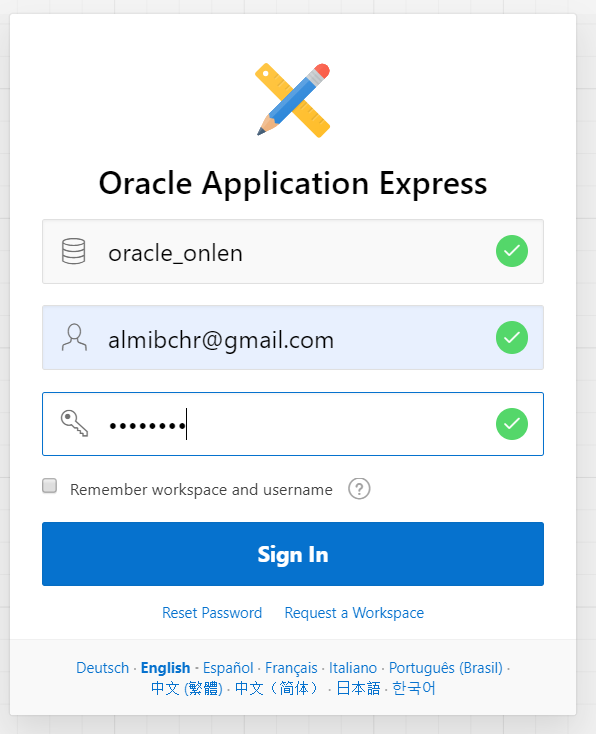 Oracle Application Express
oracle_onlen
almibchr@gmail.com
••••••••
Remember workspace and username ?
Sign In
Reset Password Request a Workspace
Deutsch · English · Español · Français · Italiano · Português (Brasil) ·
中文 (繁體) · 中文（简体） · 日本語 · 한국어